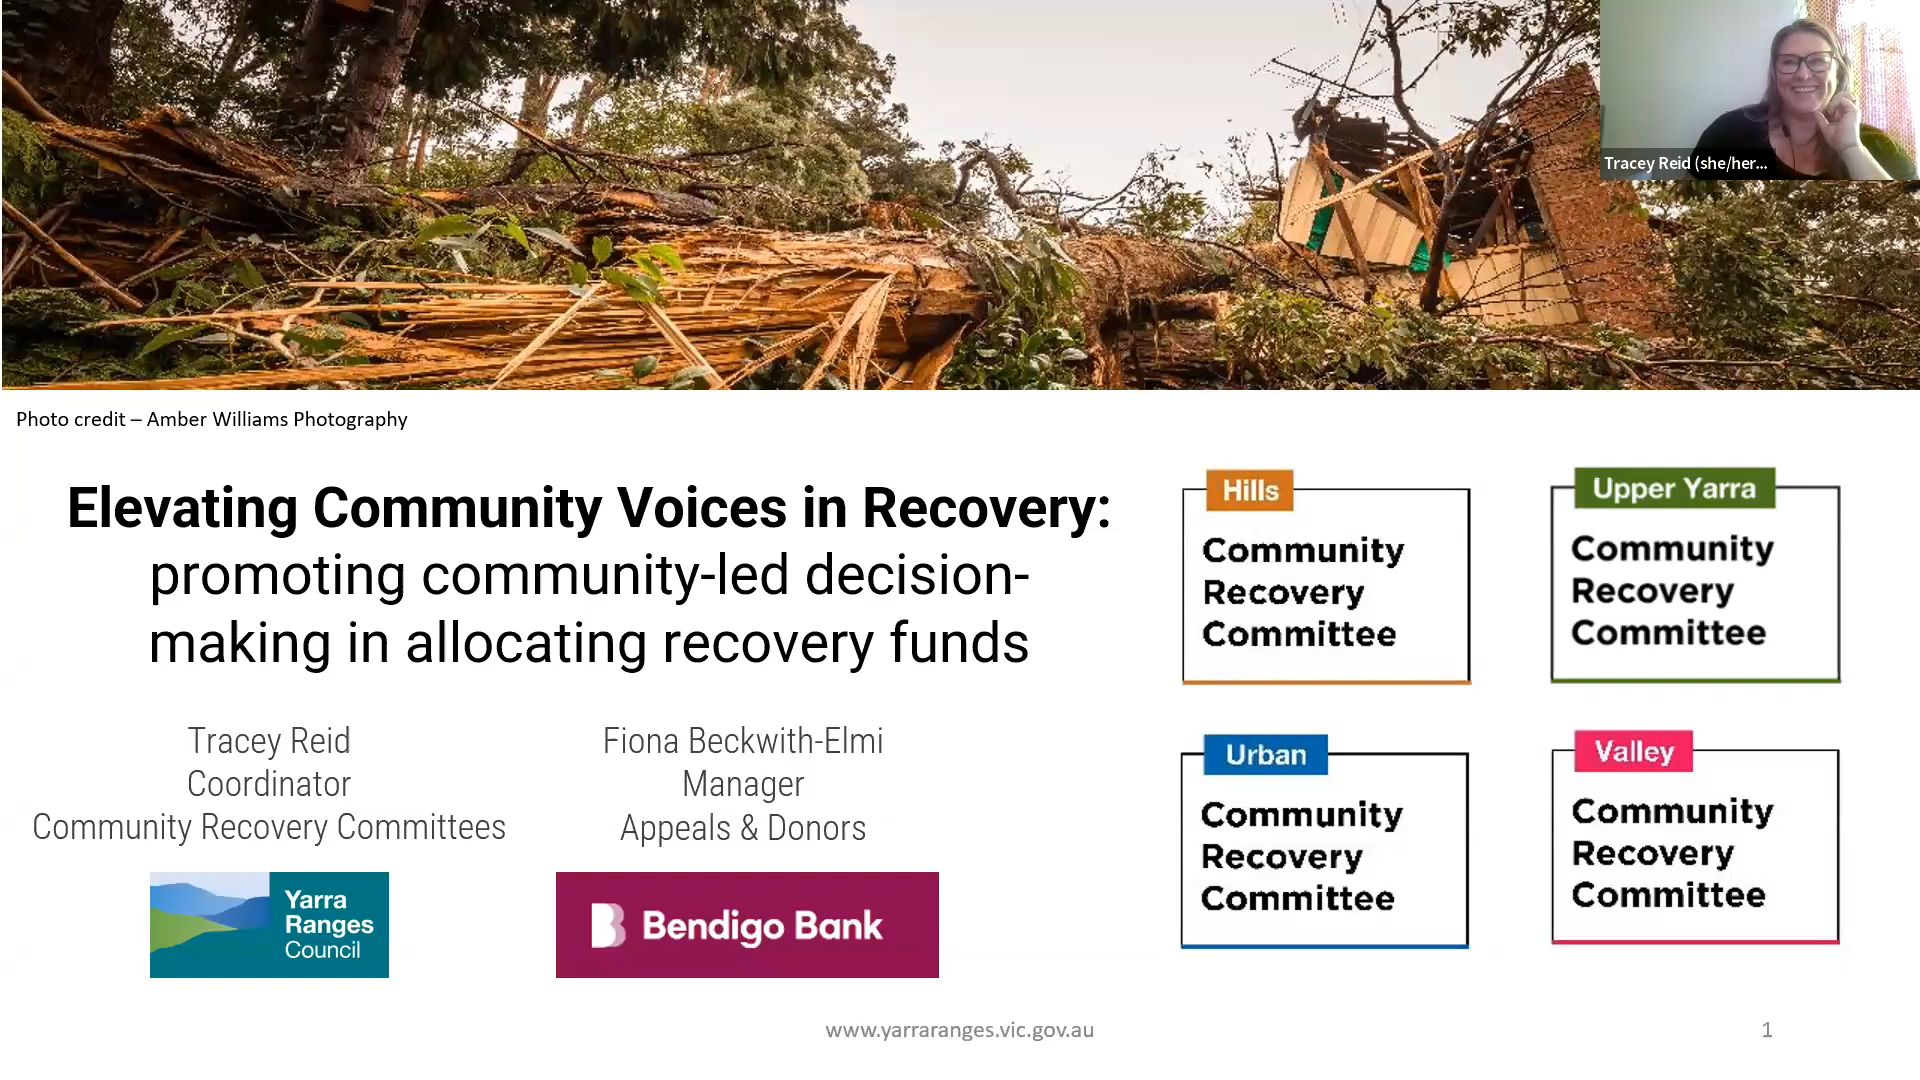 Tracey Reid (she/her...
Photo credit – Amber Williams Photography
Elevating Community Voices in Recovery:
promoting community-led decision-
making in allocating recovery funds
Tracey Reid
Coordinator
Community Recovery Committees
Yarra
Ranges
Council
Fiona Beckwith-Elmi
Manager
Appeals & Donors
Bendigo Bank
Hills
Community
Recovery
Committee
Upper Yarra
Community
Recovery
Committee
Urban
Community
Recovery
Committee
Valley
Community
Recovery
Committee
www.yarraranges.vic.gov.au
1